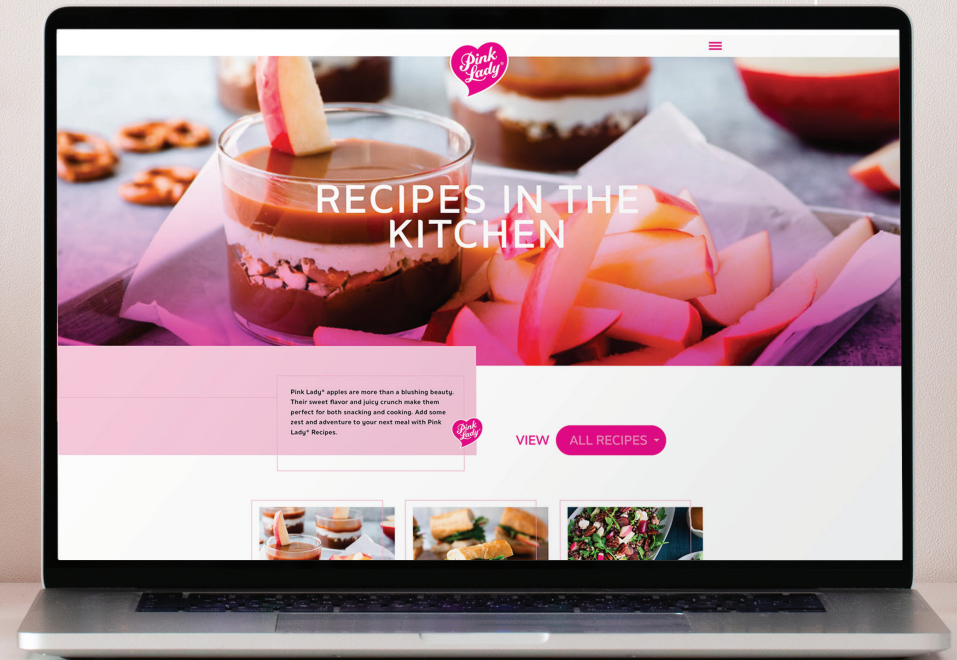 Pink
Lady®
RECIPES IN THE
KITCHEN
Pink Lady® apples are more than a blushing beauty.
Their sweet flavor and juicy crunch make them
perfect for both snacking and cooking. Add some
zest and adventure to your next meal with Pink
Lady® Recipes.
Pink
Lady
VIEW ALL RECIPES